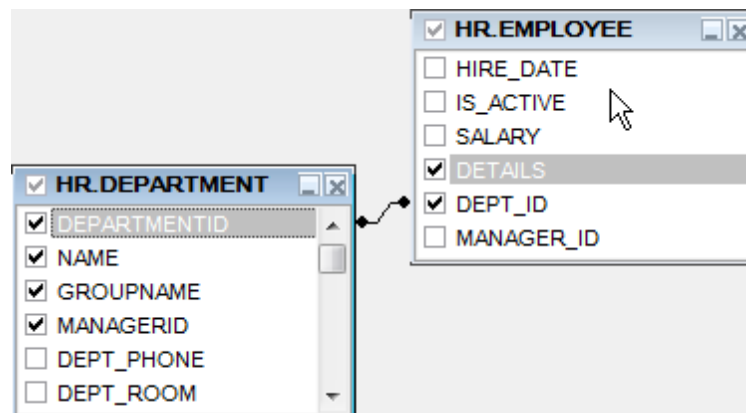 HR.EMPLOYEE
HIRE_DATE
IS_ACTIVE
SALARY
DETAILS
DEPT_ID
MANAGER_ID
HR.DEPARTMENT
DEPARTMENTID
NAME
GROUPNAME
MANAGERID
DEPT_PHONE
DEPT_ROOM